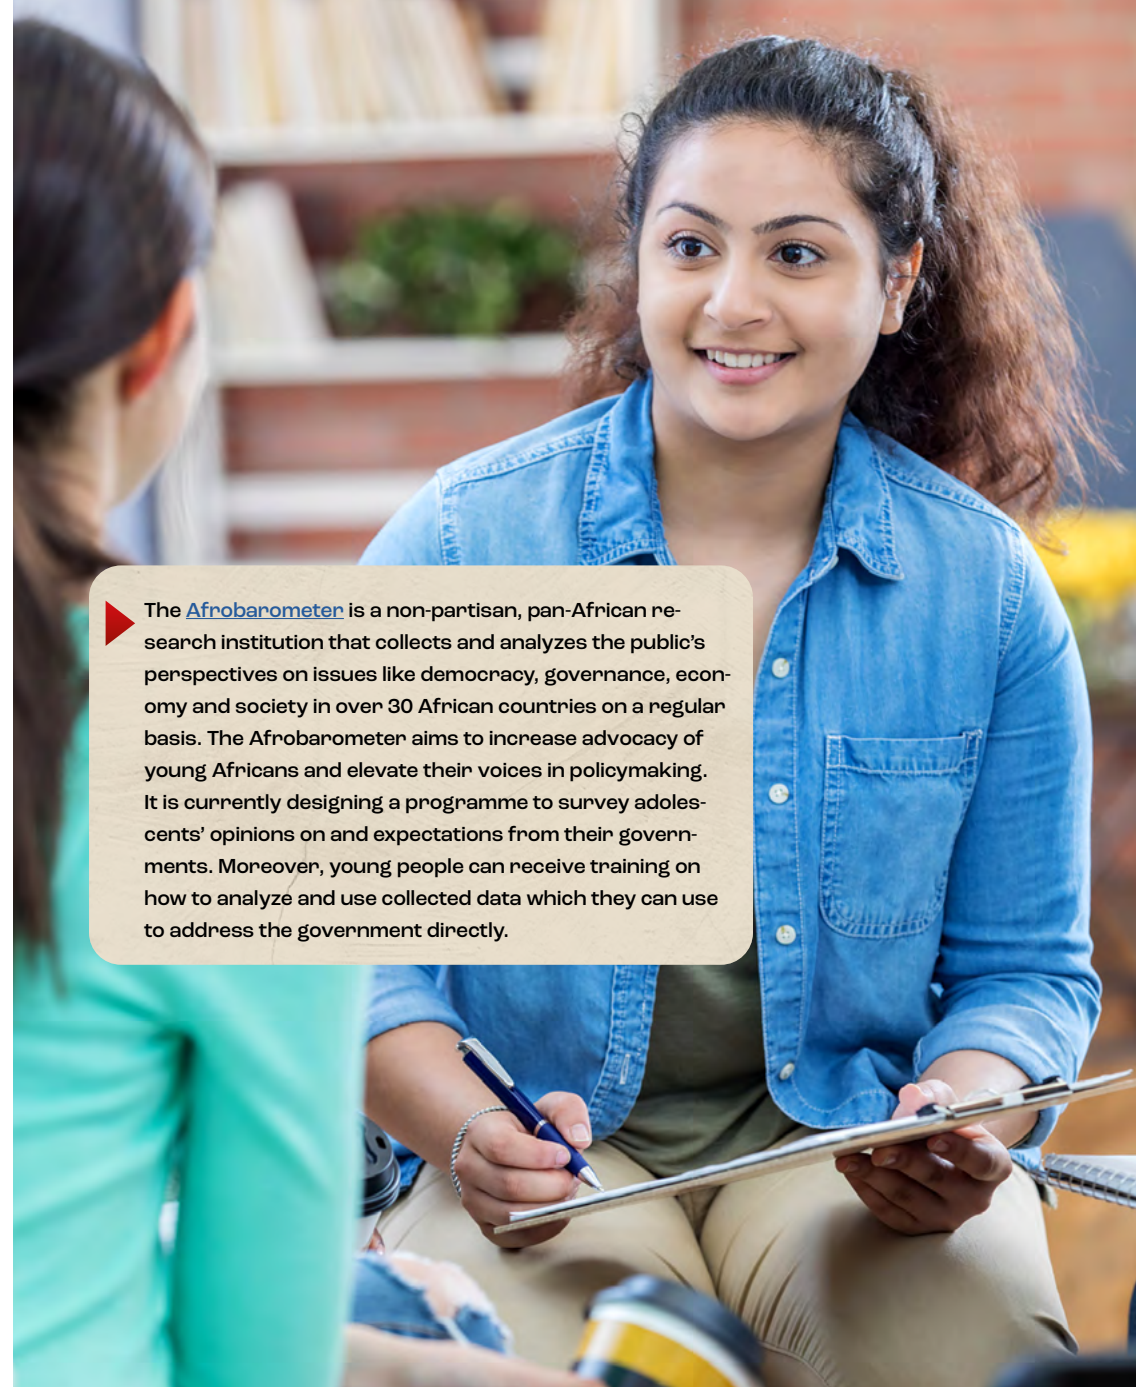 The Afrobarometer is a non-partisan, pan-African re-
search institution that collects and analyzes the public’s
perspectives on issues like democracy, governance, econ-
omy and society in over 30 African countries on a regular
basis. The Afrobarometer aims to increase advocacy of
young Africans and elevate their voices in policymaking.
It is currently designing a programme to survey adoles-
cents’ opinions on and expectations from their govern-
ments. Moreover, young people can receive training on
how to analyze and use collected data which they can use
to address the government directly.